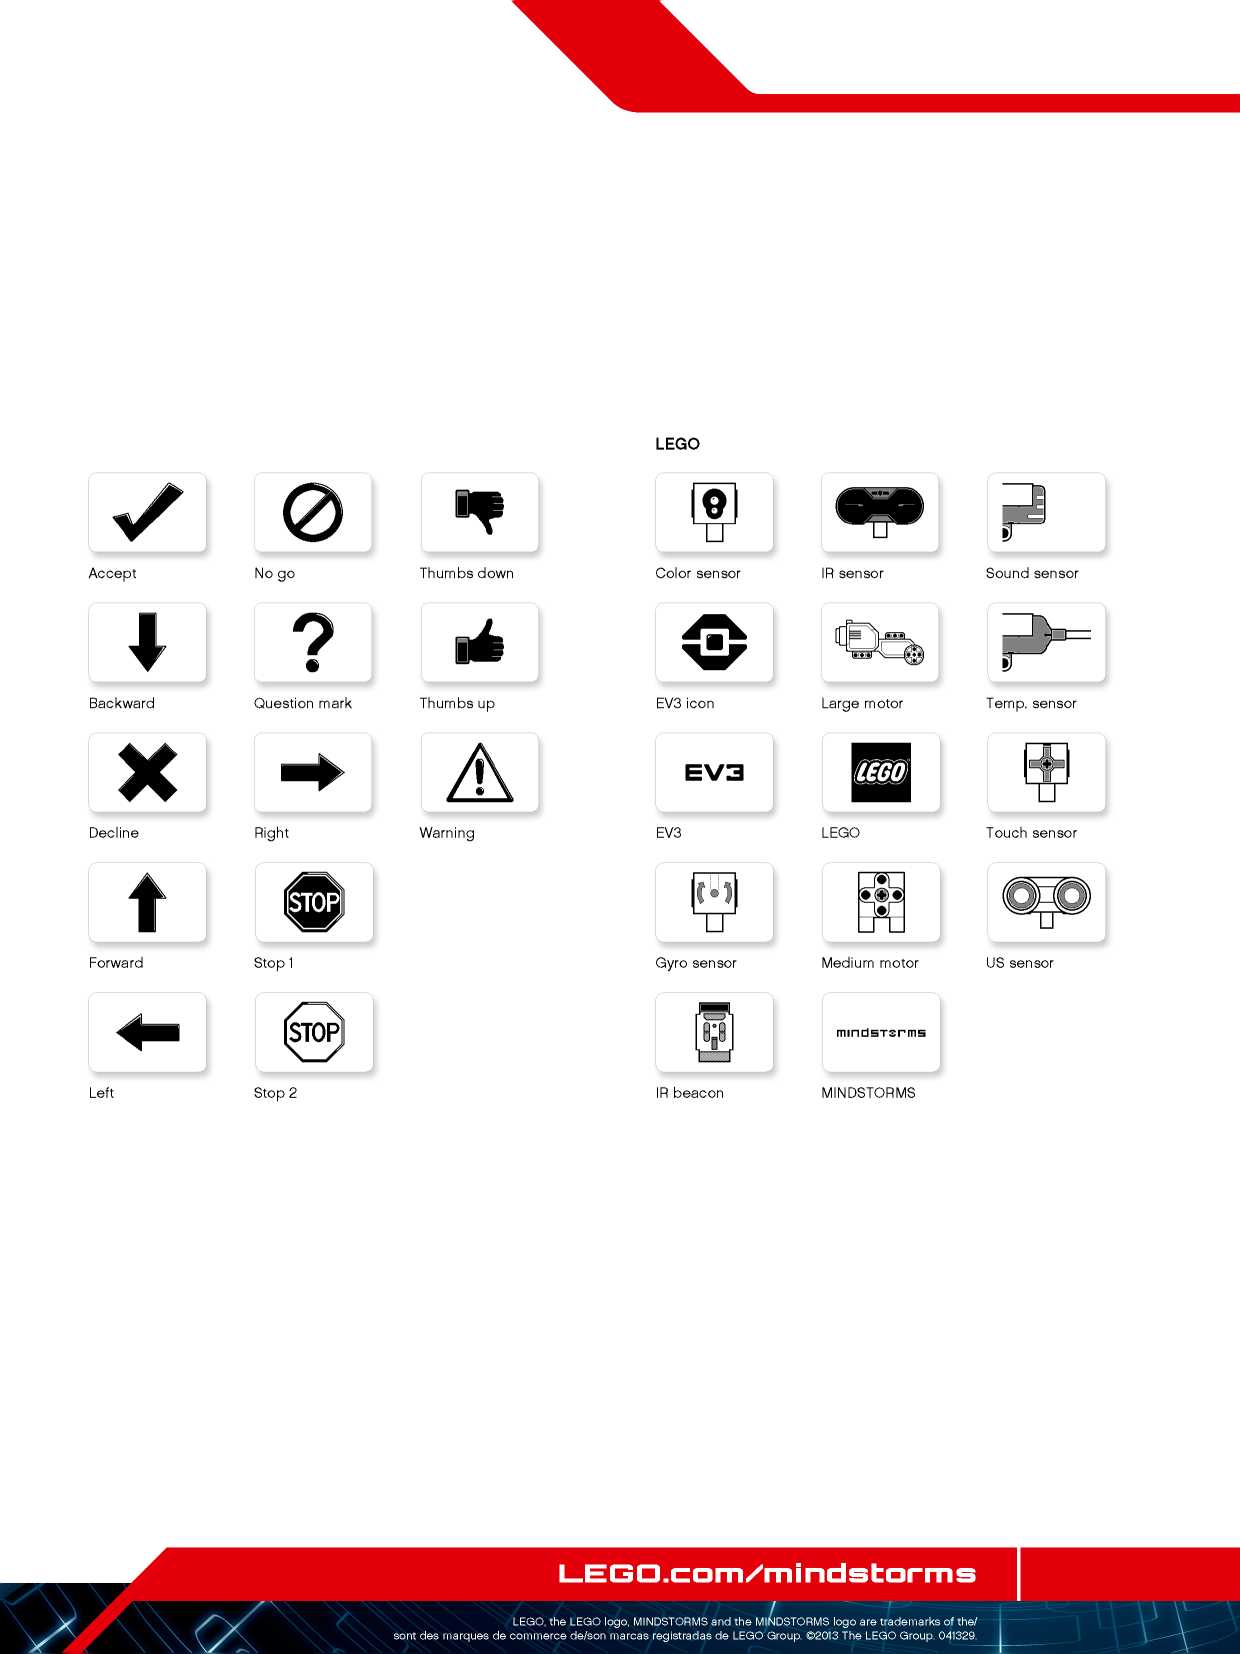 LEGO
Accept
No go
Thumbs down
Color sensor
IR sensor
Sound sensor
Backward
Question mark
Thumbs up
EV3 icon
Large motor
Temp. sensor
EV3
LEGO
Decline
Right
Warning
EV3
LEGO
Touch sensor
STOP
Forward
Stop 1
Gyro sensor
Medium motor
US sensor
STOP
mindstorms
Left
Stop 2
IR beacon
MINDSTORMS
LEGO.com/mindstorms
LEGO, the LEGO logo, MINDSTORMS and the MINDSTORMS logo are trademarks of the/
sont des marques de commerce de/son marcas registradas de LEGO Group. ©2013 The LEGO Group. 041329.